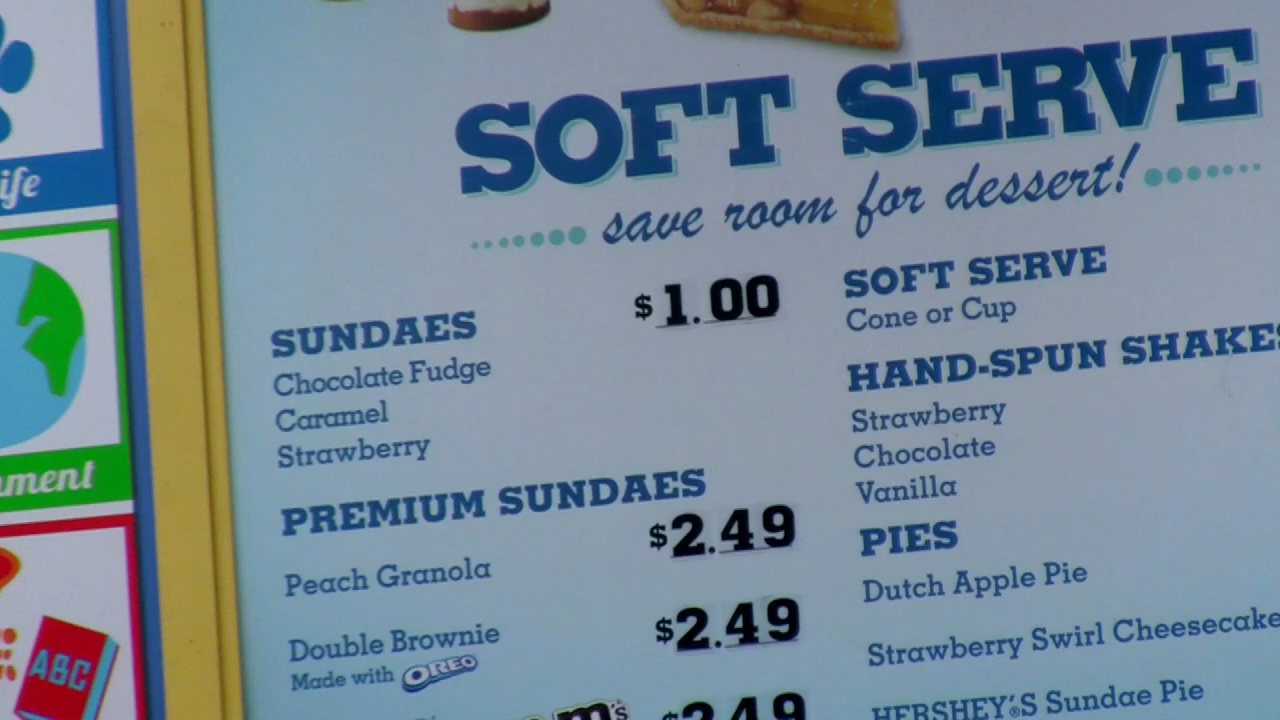 SOFT SERVE
save room for dessert!
SUNDAES $1.00
Chocolate Fudge
Caramel
Strawberry
PREMIUM SUNDAES
Peach Granola $2.49
Double Brownie $2.49
Made with OREO
m's $2.49
SOFT SERVE
Cone or Cup
HAND-SPUN SHAKES
Strawberry
Chocolate
Vanilla
PIES
Dutch Apple Pie
Strawberry Swirl Cheesecake
HERSHEY'S® Sundae Pie
ife
ment
ABC